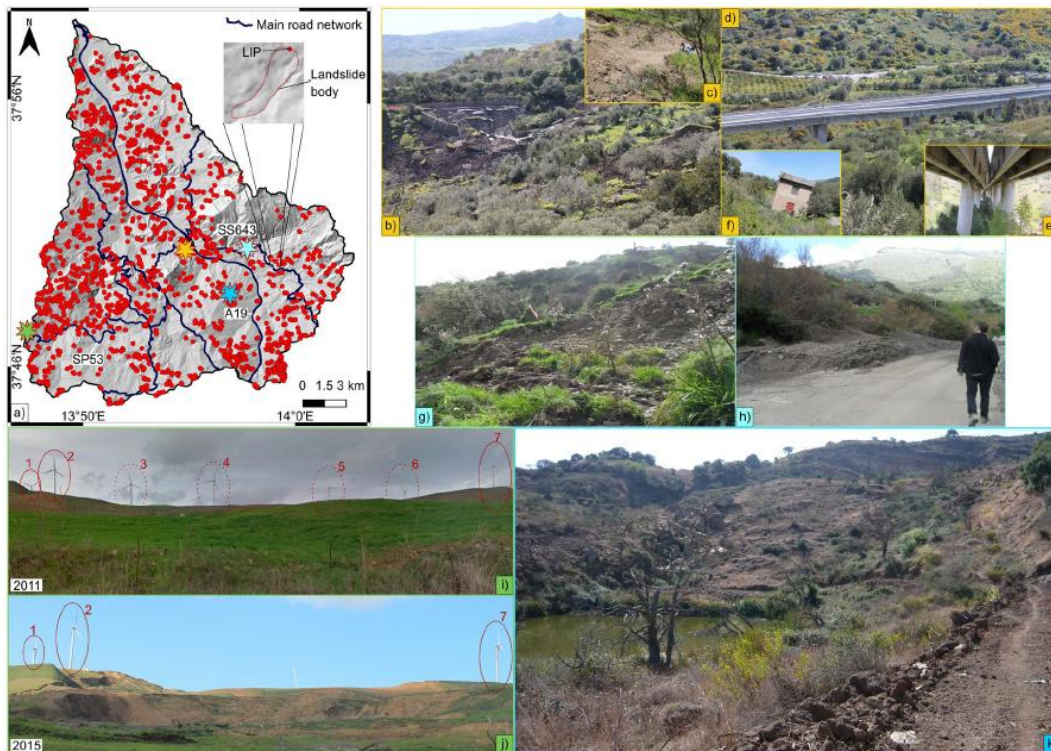 Main road network
LIP
Landslide
body
37°56'N
37°46'N
SS643
A19
SP53
0 1.5 3 km
a)
13°50'E
14°0'E
b)
c)
d)
e)
f)
g)
h)
1
2
3
4
5
6
7
2011
i)
1
2
7
2015
j)